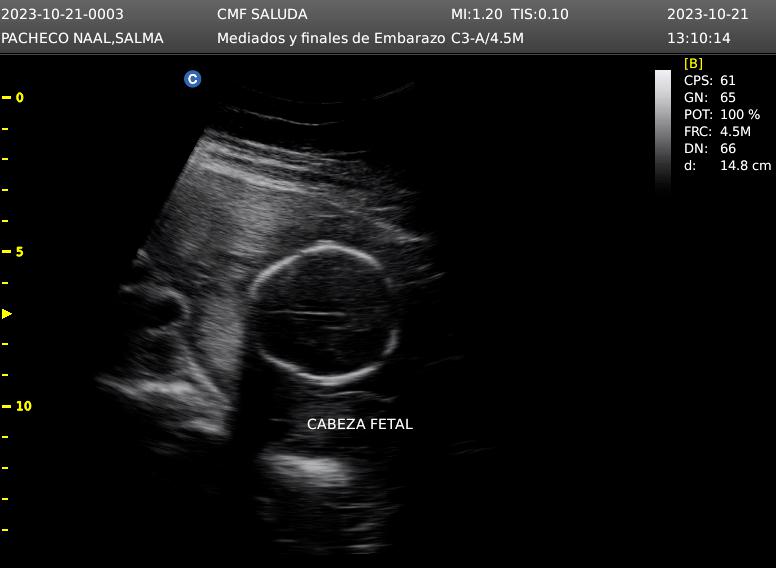 2023-10-21-0003 CMF SALUDA MI:1.20 TIS:0.10 2023-10-21
PACHECO NAAL,SALMA Mediados y finales de Embarazo C3-A/4.5M 13:10:14
C
[B]
CPS: 61
GN: 65
POT: 100 %
FRC: 4.5M
DN: 66
d: 14.8 cm
0
5
10
CABEZA FETAL